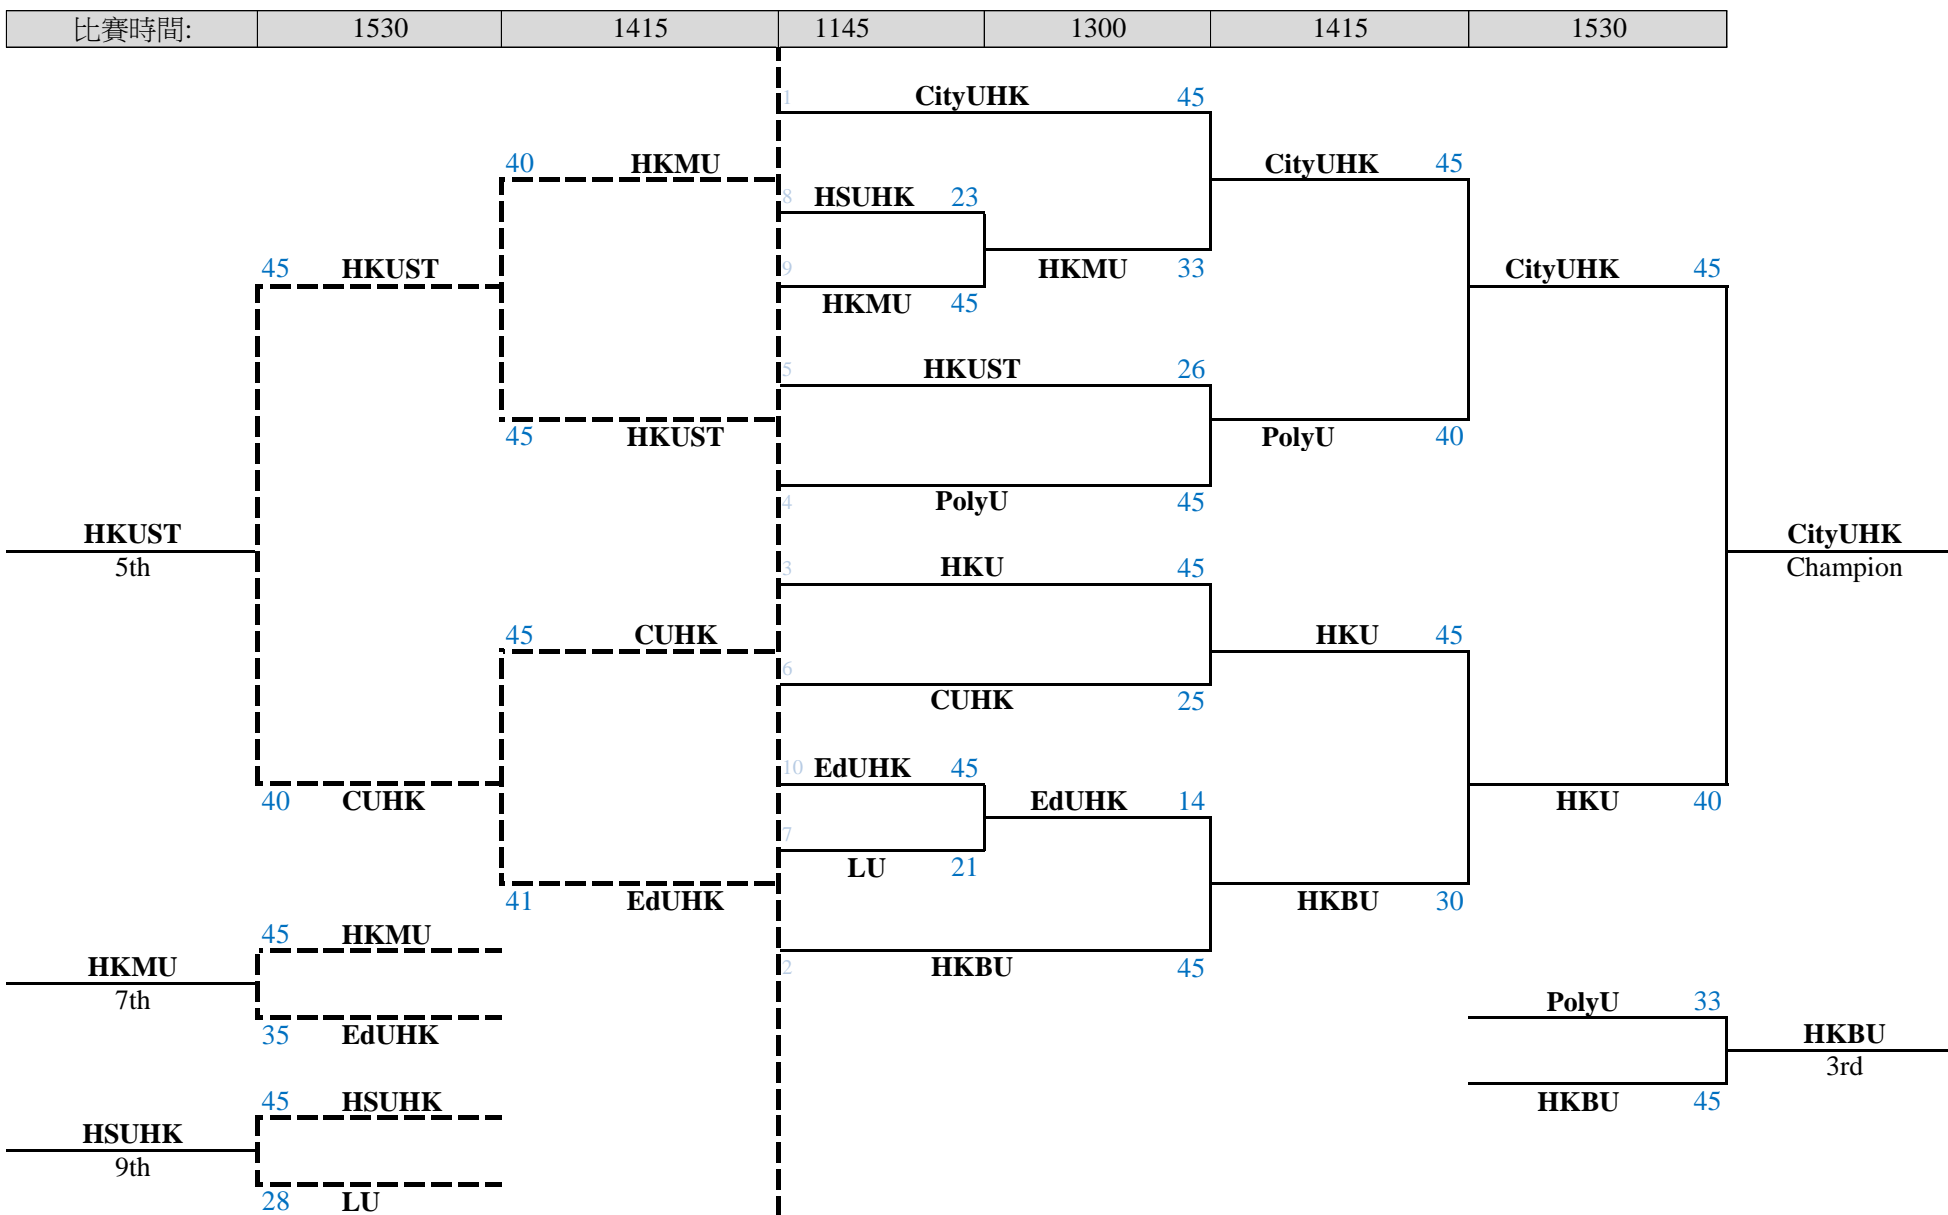 比賽時間: 1530 1415 1145 1300 1415 1530
1 CityUHK 45
40 HKMU CityUHK 45
8 HSUHK 23
45 HKUST 9 HKMU 33 CityUHK 45
HKMU 45
5 HKUST 26
45 HKUST PolyU 40
4 PolyU 45
HKUST CityUHK
5th 3 HKU 45 Champion
45 CUHK HKU 45
6
CUHK 25
10 EdUHK 45
40 CUHK EdUHK 14 HKU 40
7
LU 21
41 EdUHK HKBU 30
45 HKMU
HKMU 2 HKBU 45
7th PolyU 33
35 EdUHK HKBU
3rd
45 HSUHK HKBU 45
HSUHK
9th
28 LU